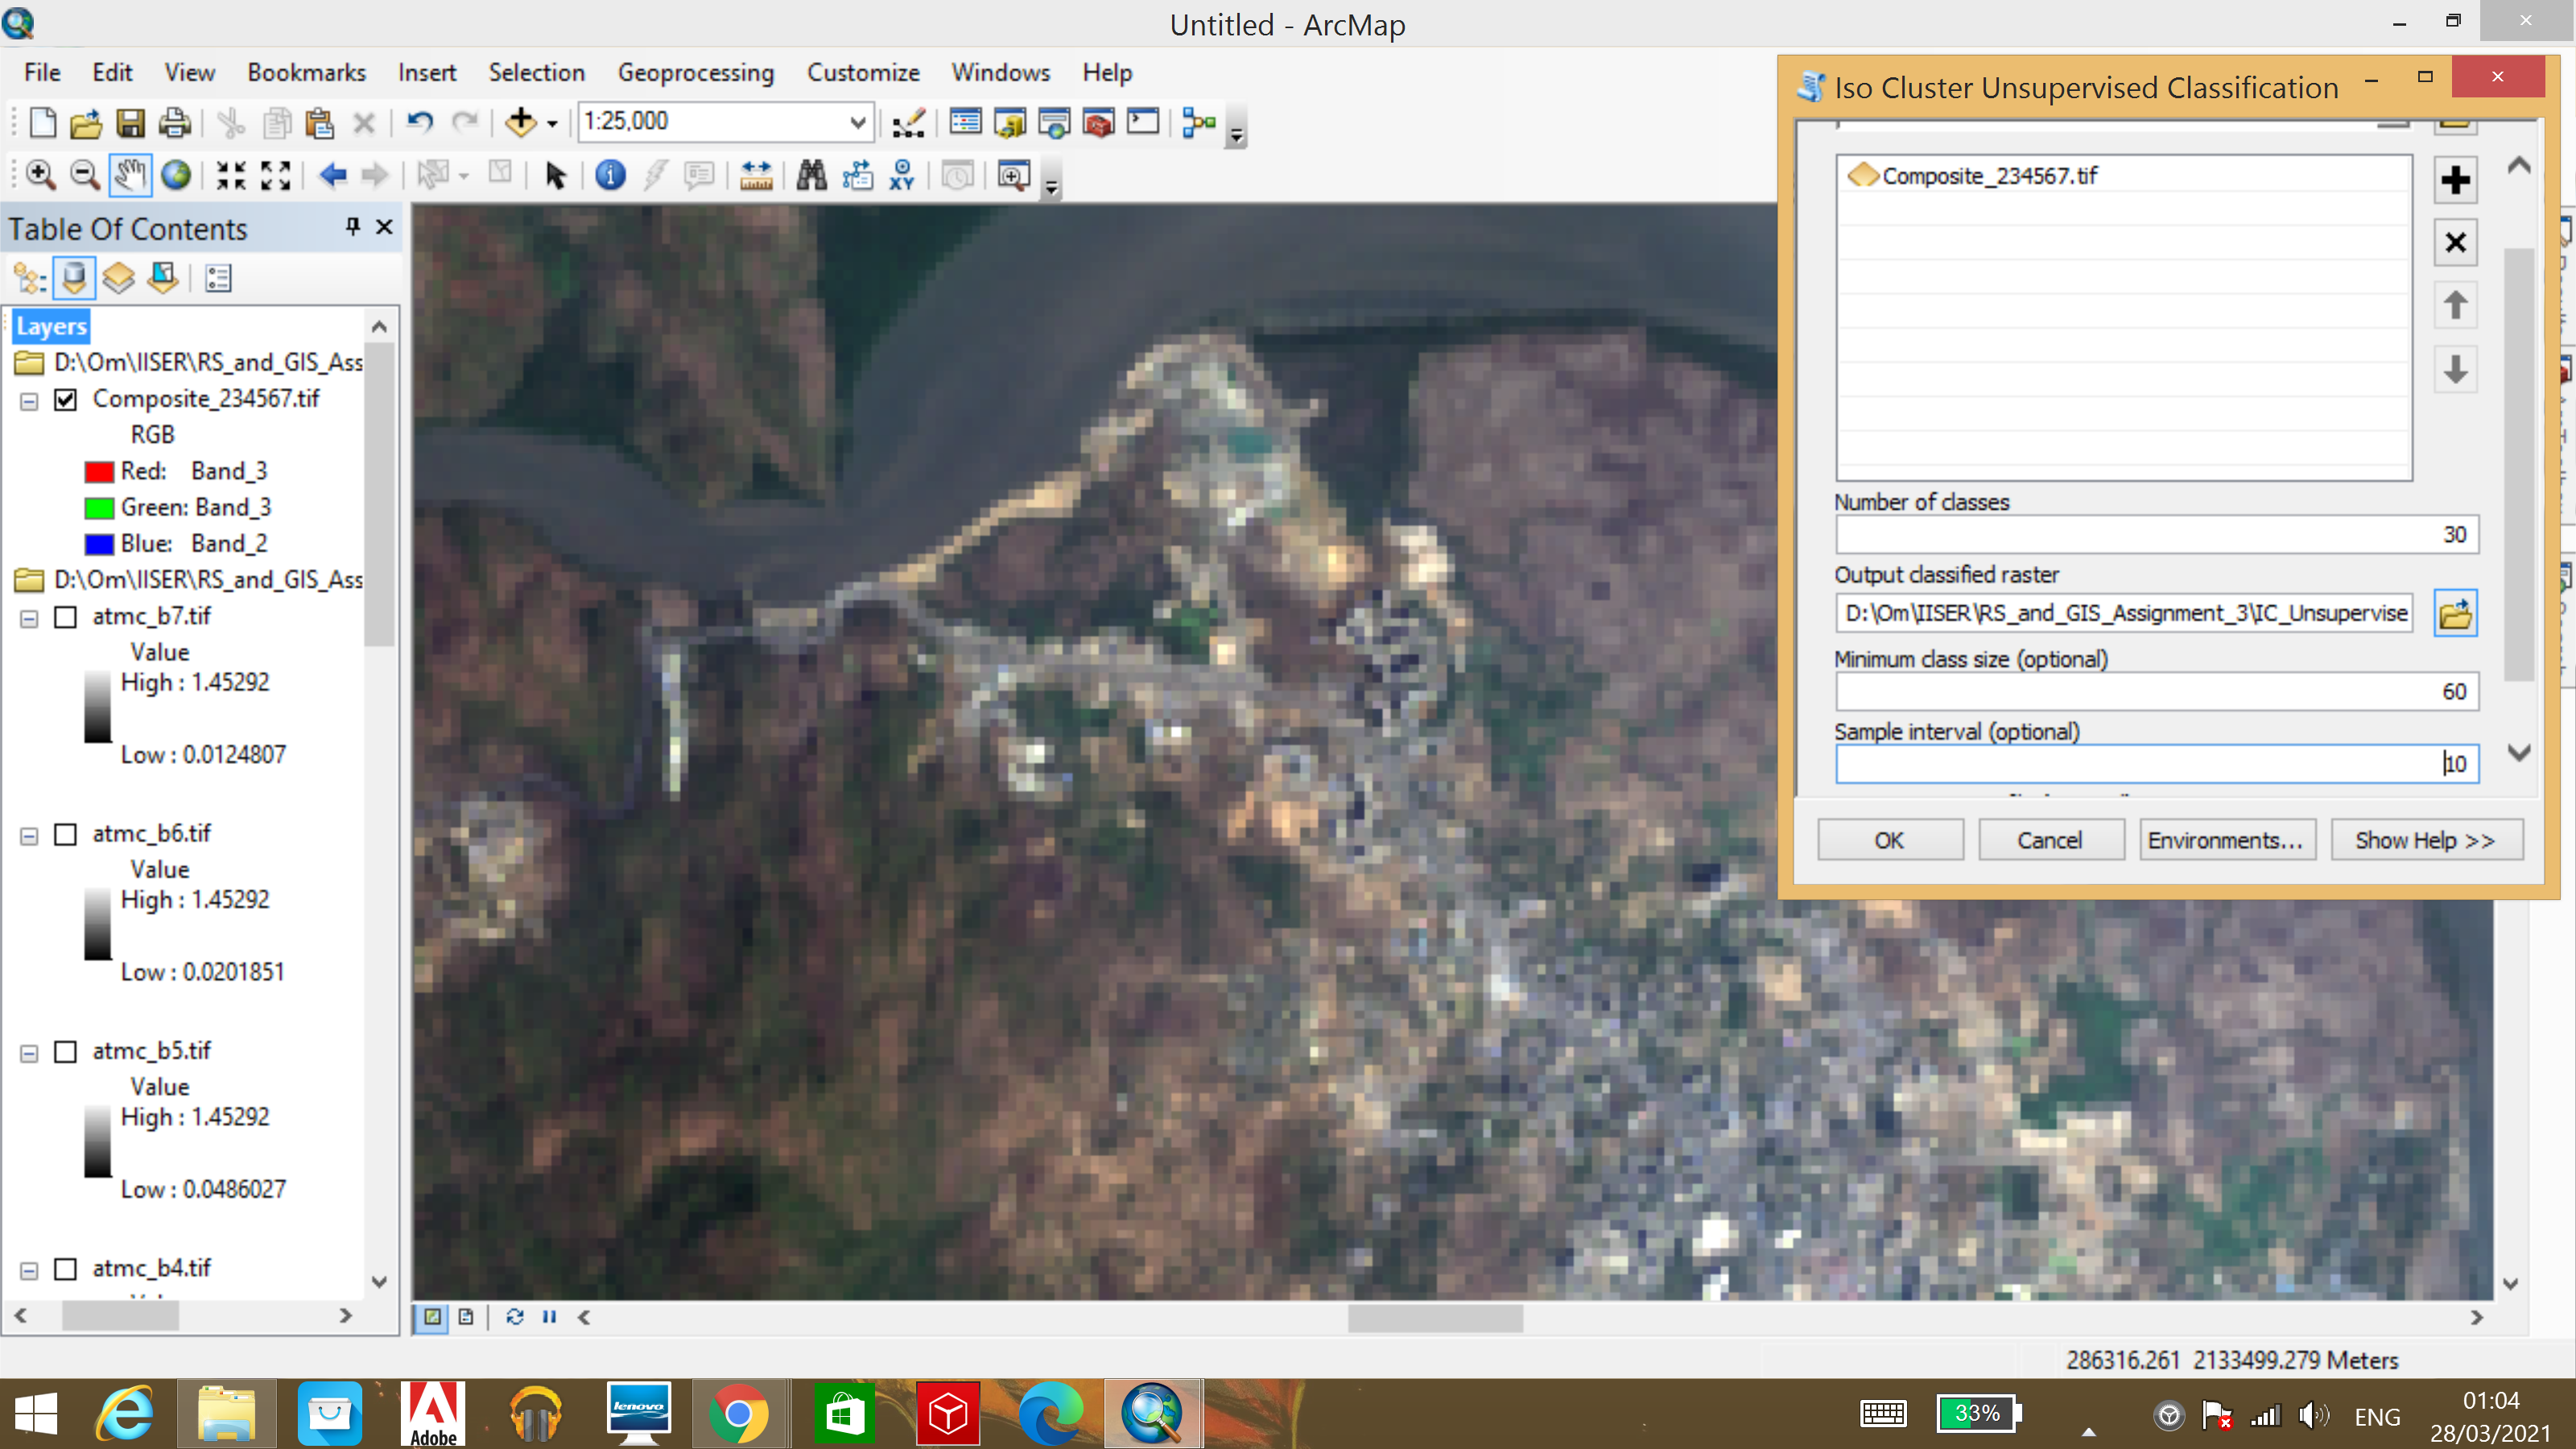 Untitled - ArcMap
File Edit View Bookmarks Insert Selection Geoprocessing Customize Windows Help
1:25,000
XY
Table Of Contents
Layers
D:\Om\IISER\RS_and_GIS_Ass
Composite_234567.tif
RGB
Red: Band_3
Green: Band_3
Blue: Band_2
D:\Om\IISER\RS_and_GIS_Ass
atmc_b7.tif
Value
High : 1.45292
Low : 0.0124807
atmc_b6.tif
Value
High : 1.45292
Low : 0.0201851
atmc_b5.tif
Value
High : 1.45292
Low : 0.0486027
atmc_b4.tif
Iso Cluster Unsupervised Classification
Composite_234567.tif
Number of classes
30
Output classified raster
D:\Om\IISER\RS_and_GIS_Assignment_3\IC_Unsupervise
Minimum class size (optional)
60
Sample interval (optional)
10
OK Cancel Environments... Show Help >>
286316.261 2133499.279 Meters
Adobe
lenovo
33%
ENG
01:04
28/03/2021